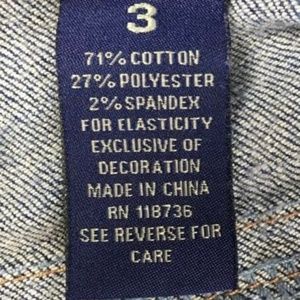 3
71% COTTON
27% POLYESTER
2% SPANDEX
FOR ELASTICITY
EXCLUSIVE OF
DECORATION
MADE IN CHINA
RN 118736
SEE REVERSE FOR
CARE